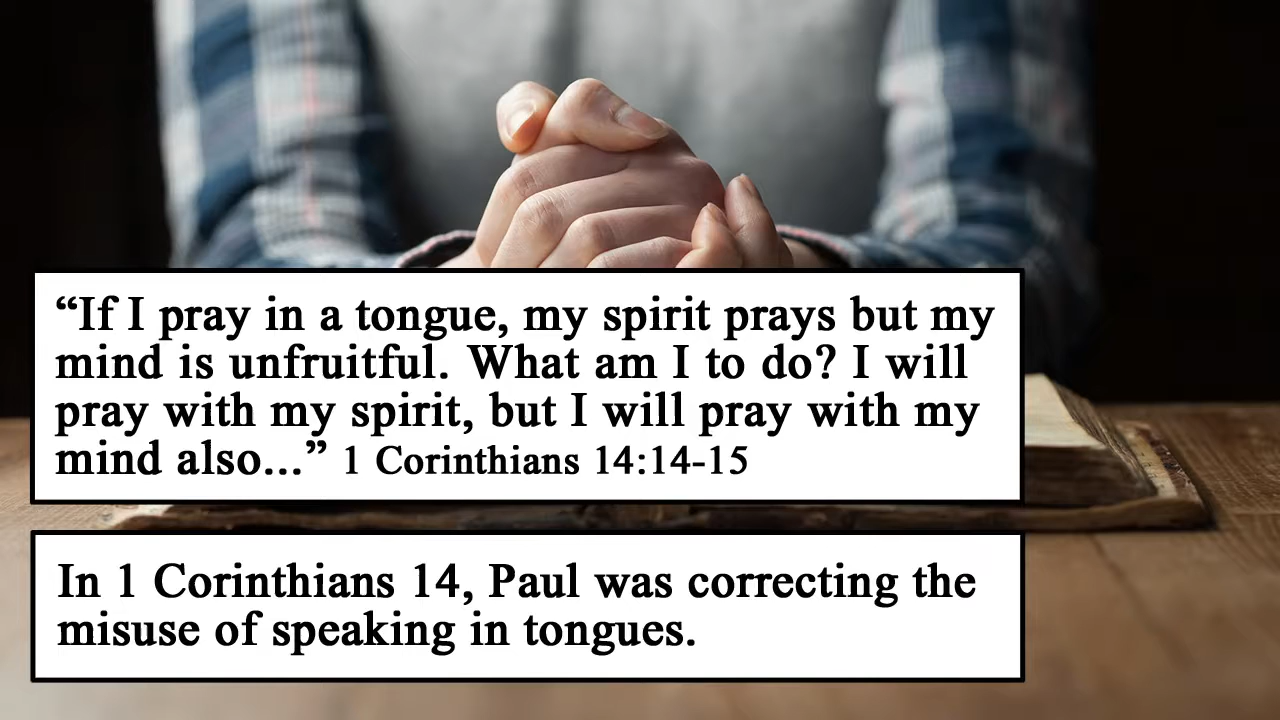 “If I pray in a tongue, my spirit prays but my
mind is unfruitful. What am I to do? I will
pray with my spirit, but I will pray with my
mind also...” 1 Corinthians 14:14-15
In 1 Corinthians 14, Paul was correcting the
misuse of speaking in tongues.